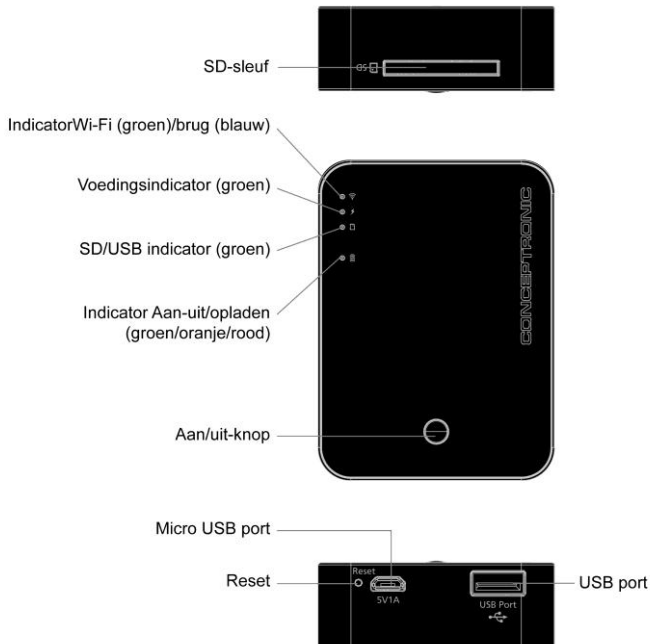 SD-sleuf
SD
IndicatorWi-Fi (groen)/brug (blauw)
Voedingsindicator (groen)
SD/USB indicator (groen)
Indicator Aan-uit/opladen
(groen/oranje/rood)
CONCEPTRONIC
Aan/uit-knop
Micro USB port
Reset
Reset
5V1A
USB Port
USB port